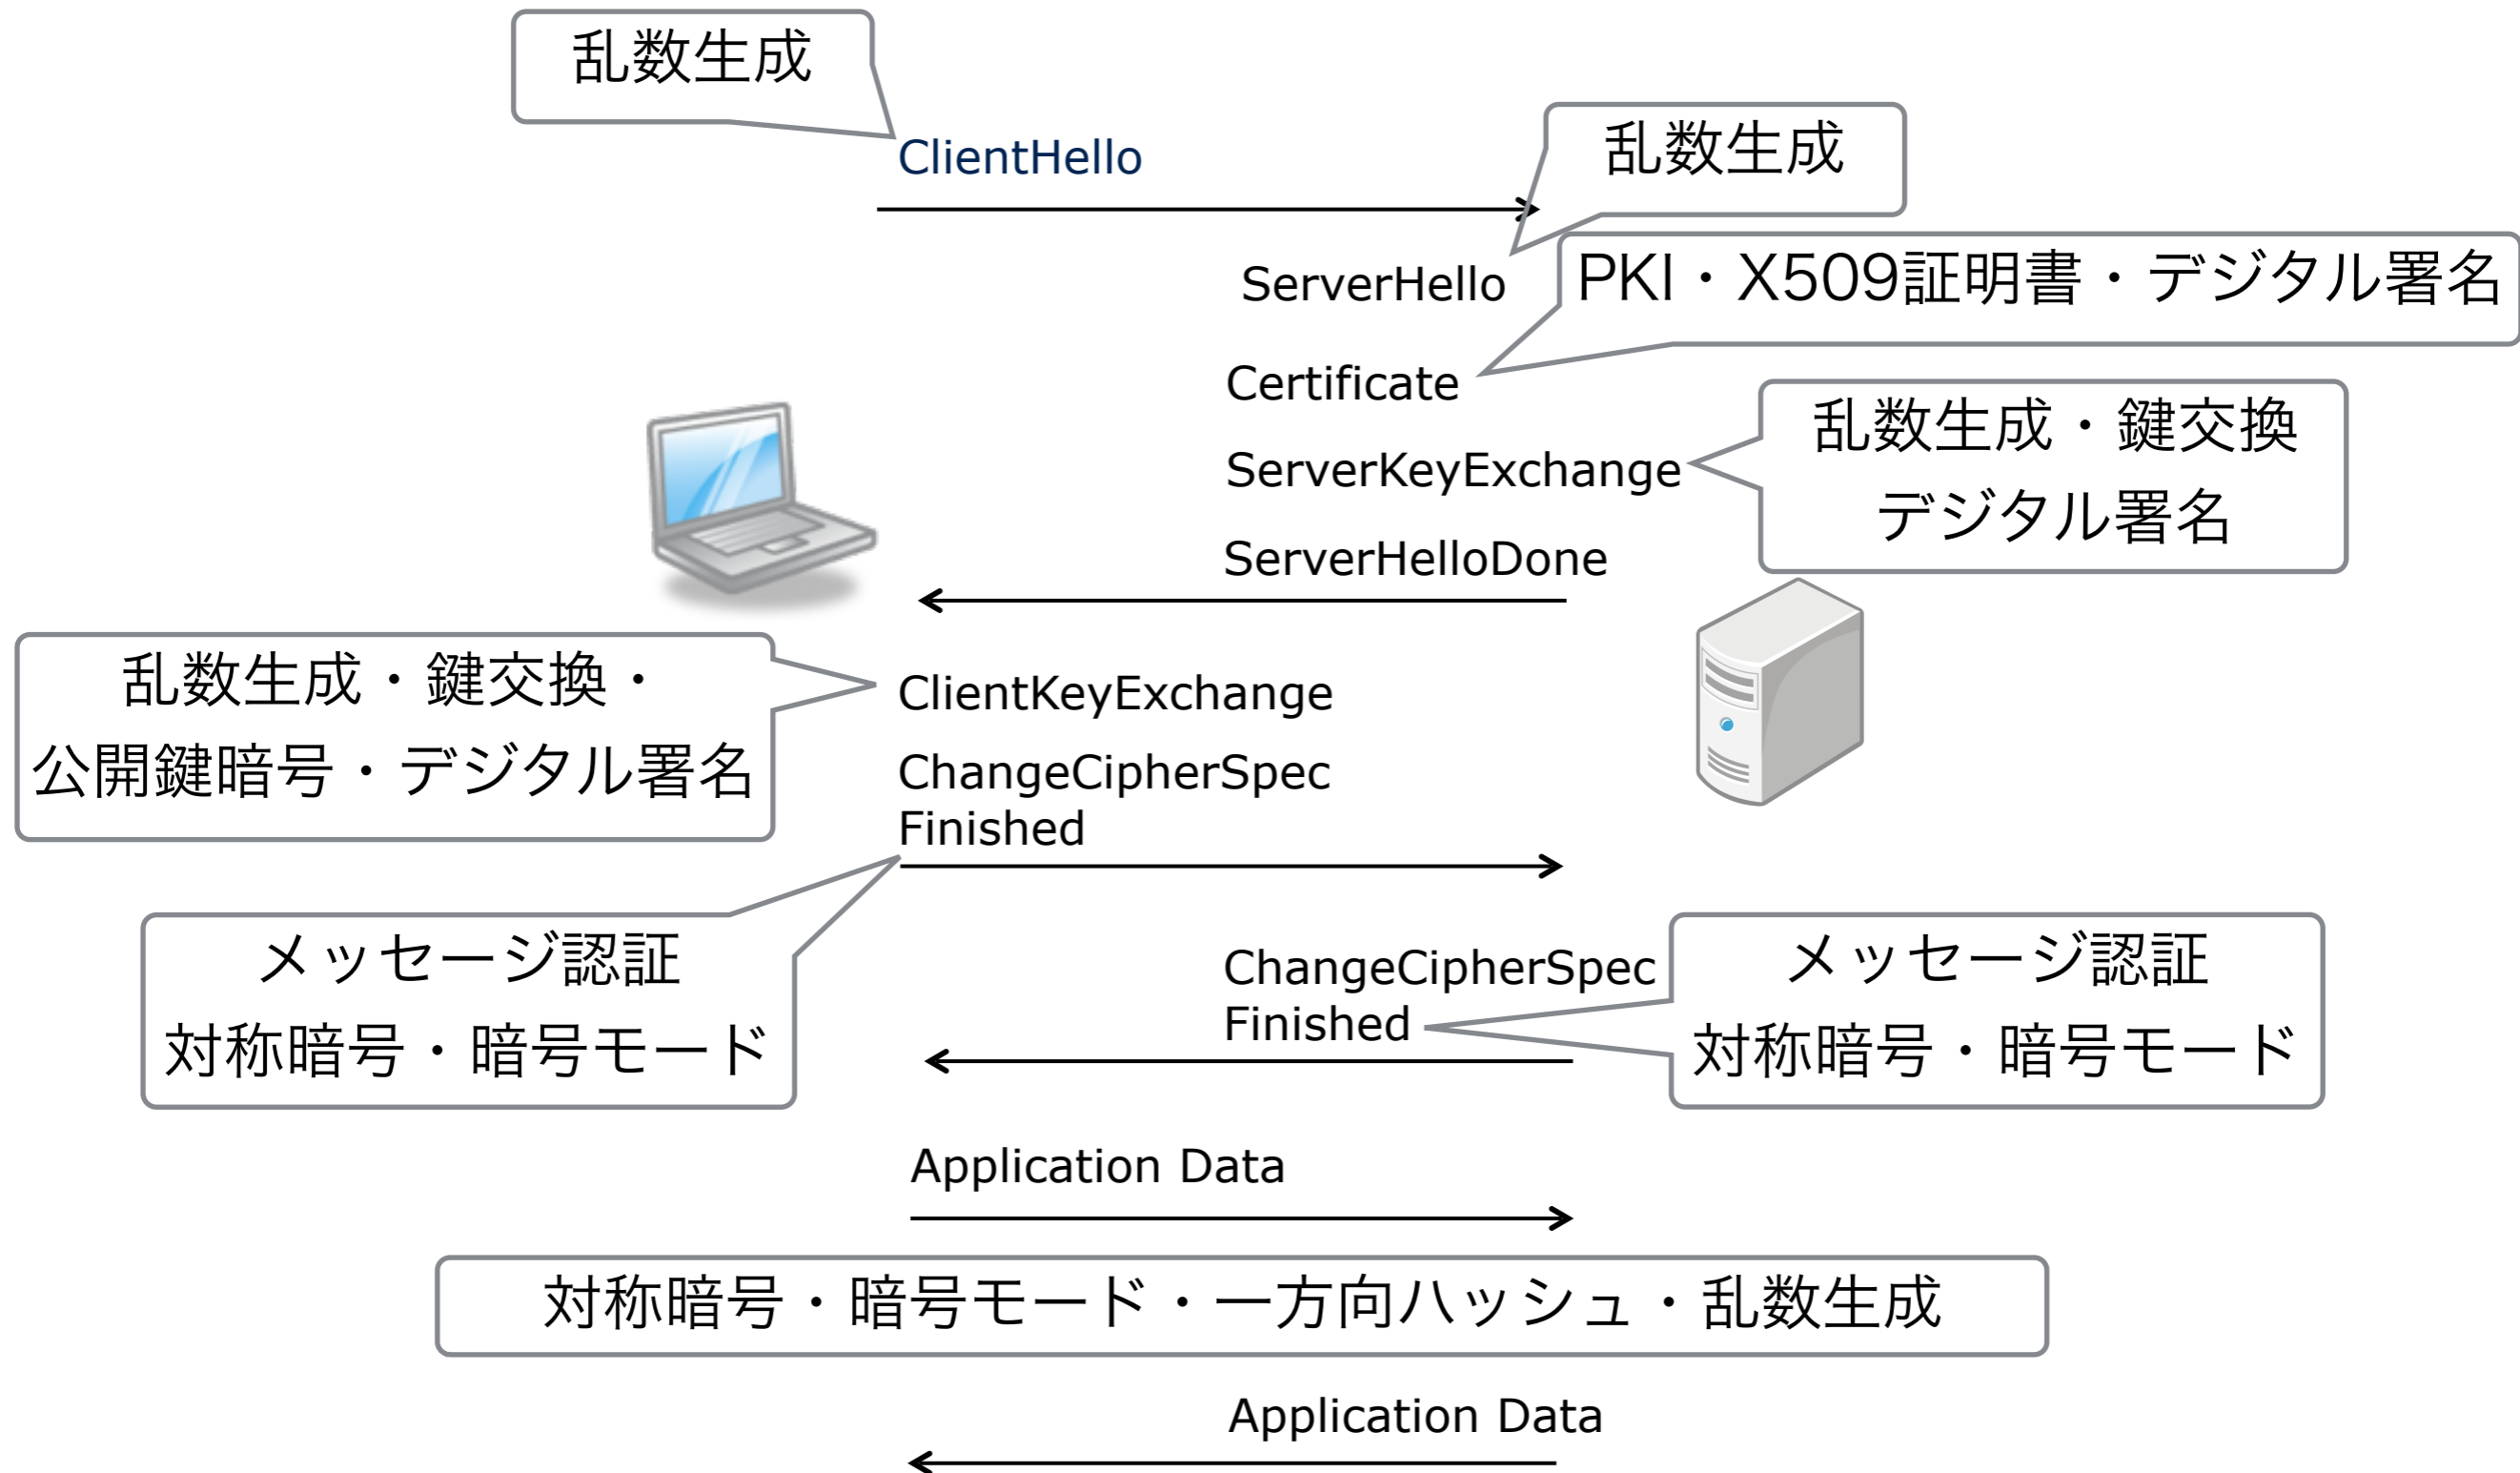 乱数生成
ClientHello
乱数生成
ServerHello
PKI・X509証明書・デジタル署名
Certificate
乱数生成・鍵交換
デジタル署名
ServerKeyExchange
ServerHelloDone
乱数生成・鍵交換・
公開鍵暗号・デジタル署名
ClientKeyExchange
ChangeCipherSpec
Finished
メッセージ認証
対称暗号・暗号モード
ChangeCipherSpec
Finished
メッセージ認証
対称暗号・暗号モード
Application Data
対称暗号・暗号モード・一方向ハッシュ・乱数生成
Application Data